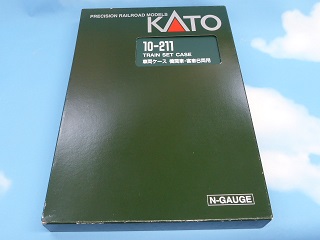 PRECISION RAILROAD MODELS
KATO
10-211
TRAIN SET CASE
車両ケース 機関車・客車8両用
N-GAUGE